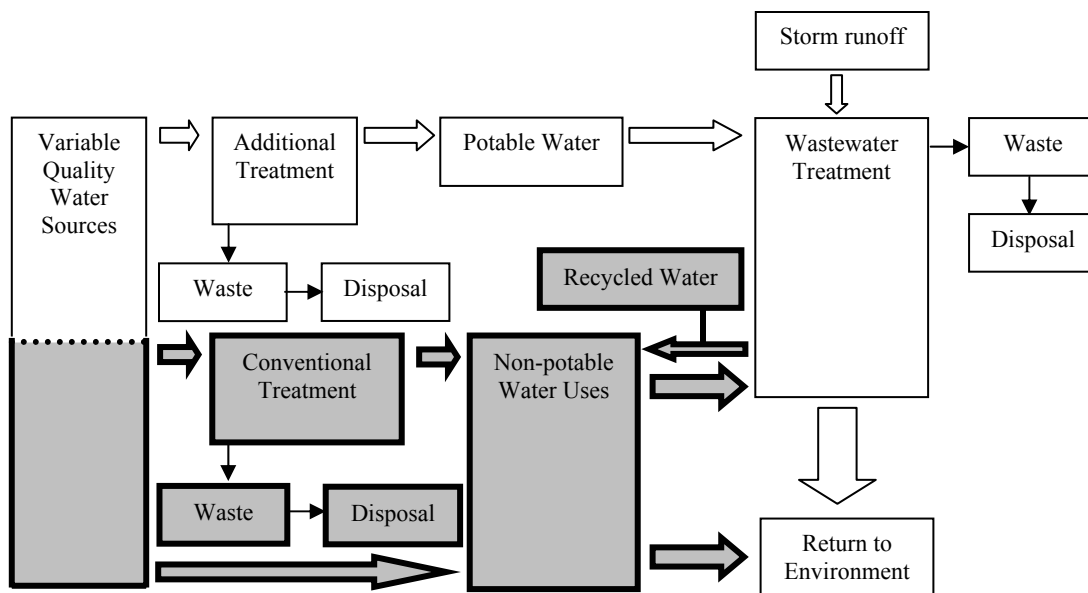 Storm runoff
Variable
Quality
Water
Sources
Additional
Treatment
Potable Water
Wastewater
Treatment
Waste
Disposal
Waste
Disposal
Recycled Water
Conventional
Treatment
Non-potable
Water Uses
Waste
Disposal
Return to
Environment